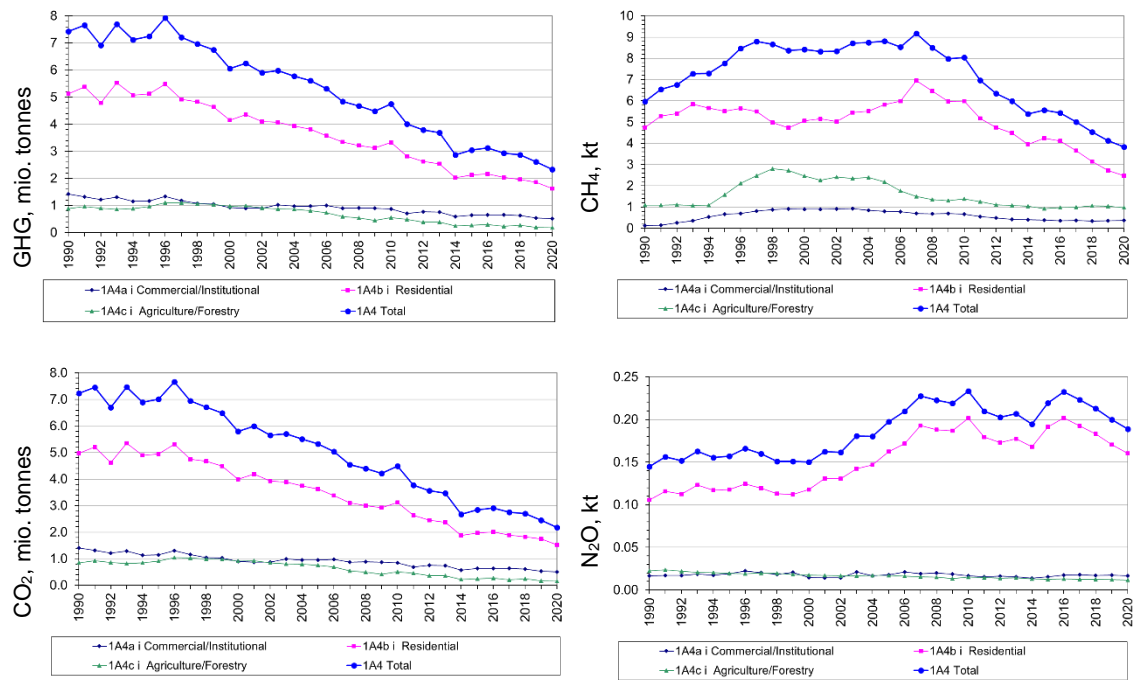 GHG, mio. tonnes
8
7
6
5
4
3
2
1
0
1990 1992 1994 1996 1998 2000 2002 2004 2006 2008 2010 2012 2014 2016 2018 2020
1A4a i Commercial/Institutional 1A4b i Residential
1A4c i Agriculture/Forestry 1A4 Total
CH₄, kt
10
9
8
7
6
5
4
3
2
1
0
1990 1992 1994 1996 1998 2000 2002 2004 2006 2008 2010 2012 2014 2016 2018 2020
1A4a i Commercial/Institutional 1A4b i Residential
1A4c i Agriculture/Forestry 1A4 Total
CO₂, mio. tonnes
8.0
7.0
6.0
5.0
4.0
3.0
2.0
1.0
0.0
1990 1992 1994 1996 1998 2000 2002 2004 2006 2008 2010 2012 2014 2016 2018 2020
1A4a i Commercial/Institutional 1A4b i Residential
1A4c i Agriculture/Forestry 1A4 Total
N₂O, kt
0.25
0.20
0.15
0.10
0.05
0.00
1990 1992 1994 1996 1998 2000 2002 2004 2006 2008 2010 2012 2014 2016 2018 2020
1A4a i Commercial/Institutional 1A4b i Residential
1A4c i Agriculture/Forestry 1A4 Total